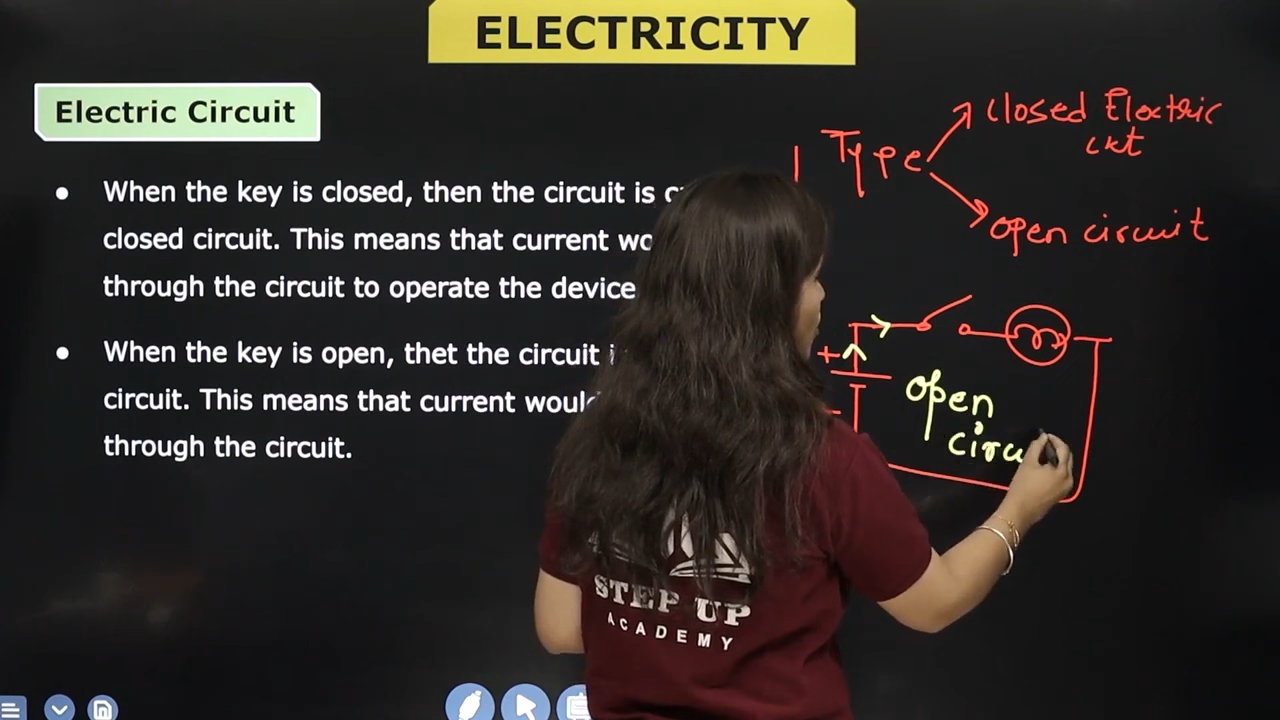 ELECTRICITY
Electric Circuit
When the key is closed, then the circuit is
closed circuit. This means that current
through the circuit to operate the device
When the key is open, thet the circuit
circuit. This means that current would
through the circuit.
Type
closed Electric
ckt
open circuit
+
open
circu
STEP UP
ACADEMY